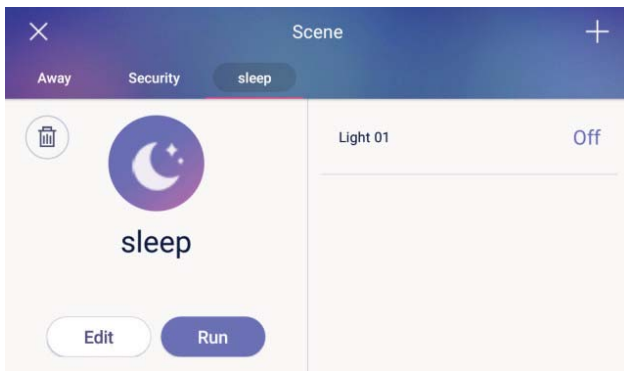 Scene
Away Security sleep
Light 01 Off
sleep
Edit Run